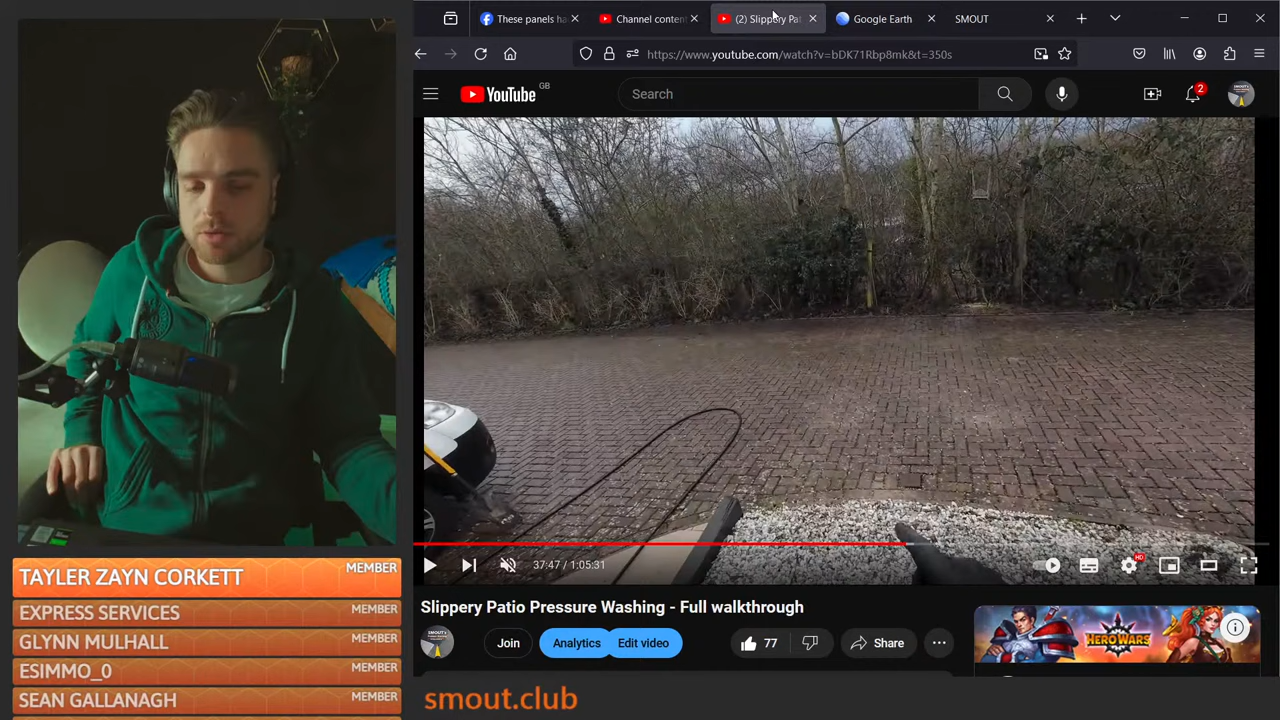 These panels ha
Channel conten
(2) Slippery Pat
Google Earth
SMOUT
https://www.youtube.com/watch?v=bDK71Rbp8mk&t=350s
YouTube GB
Search
2
37:47 / 1:05:31
HD
Slippery Patio Pressure Washing - Full walkthrough
Join
Analytics
Edit video
77
Share
HERO WARS
TAYLER ZAYN CORKETT MEMBER
EXPRESS SERVICES MEMBER
GLYNN MULHALL MEMBER
ESIMMO_0 MEMBER
SEAN GALLANAGH MEMBER
smout.club